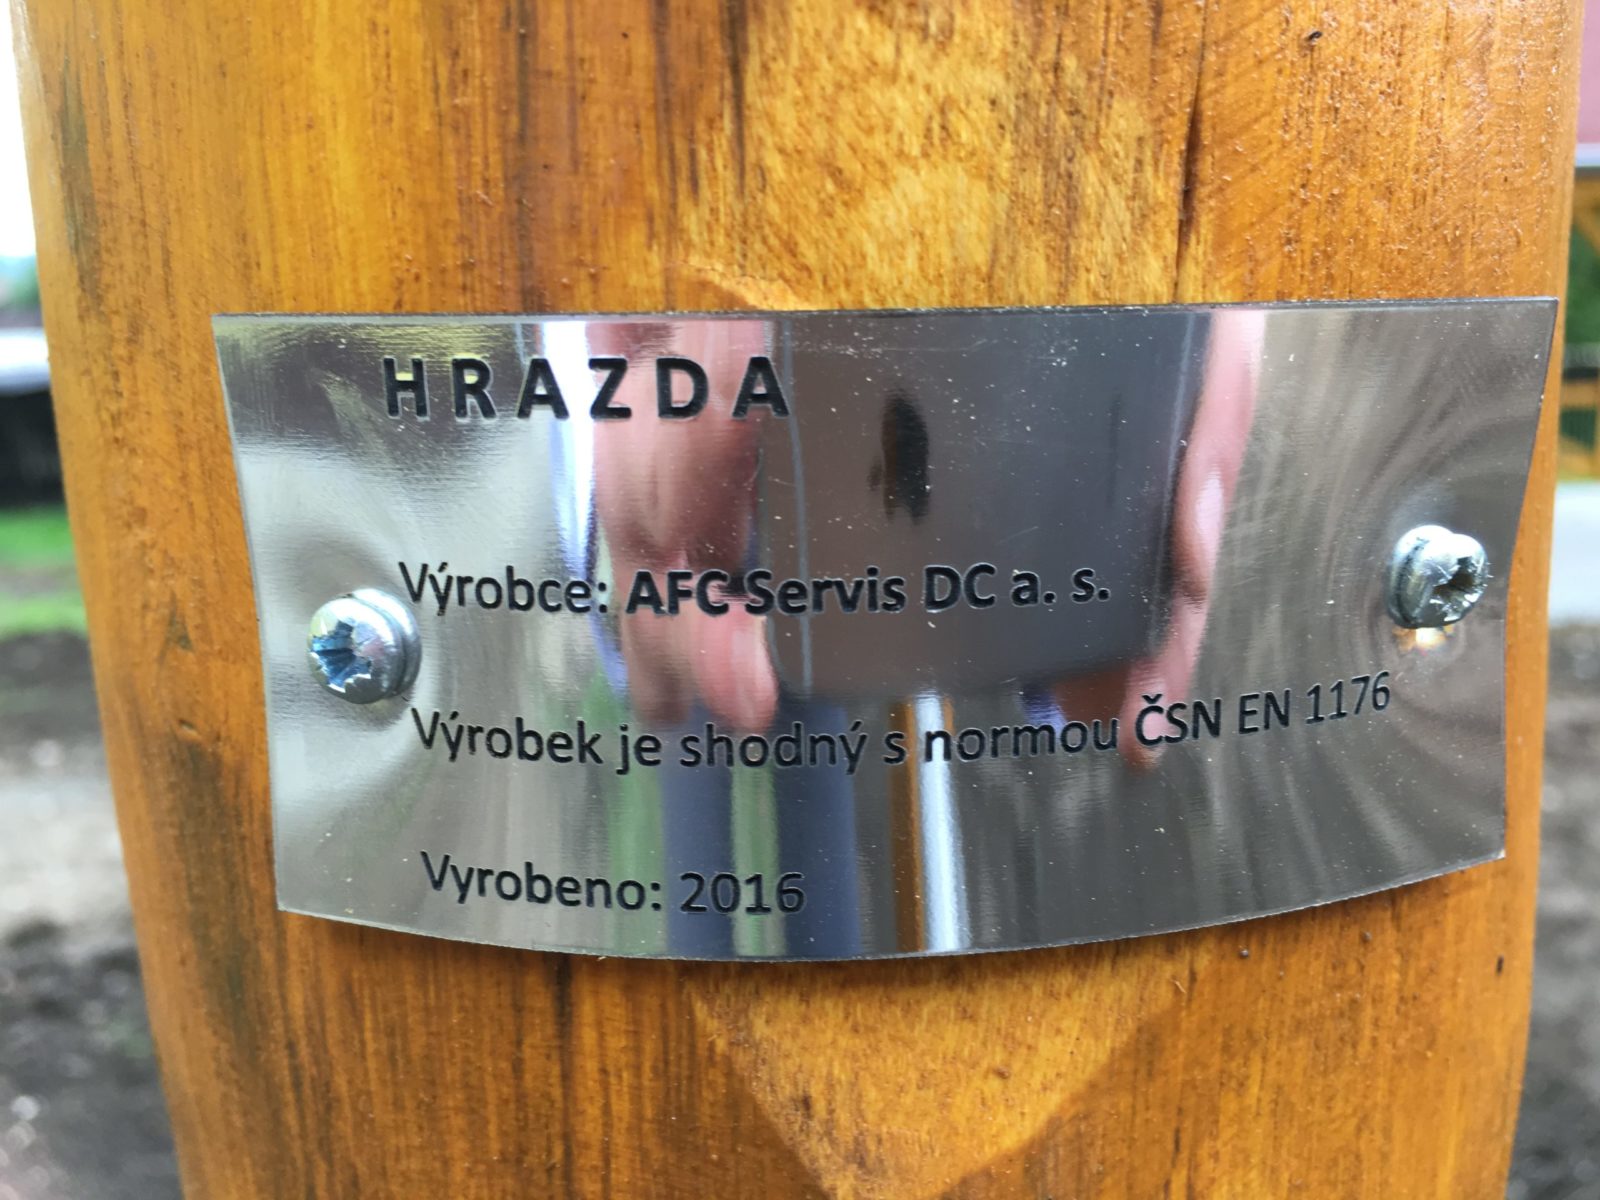 HRAZDA
Výrobce: AFC Servis DC a. s.
Výrobek je shodný s normou ČSN EN 1176
Vyrobeno: 2016